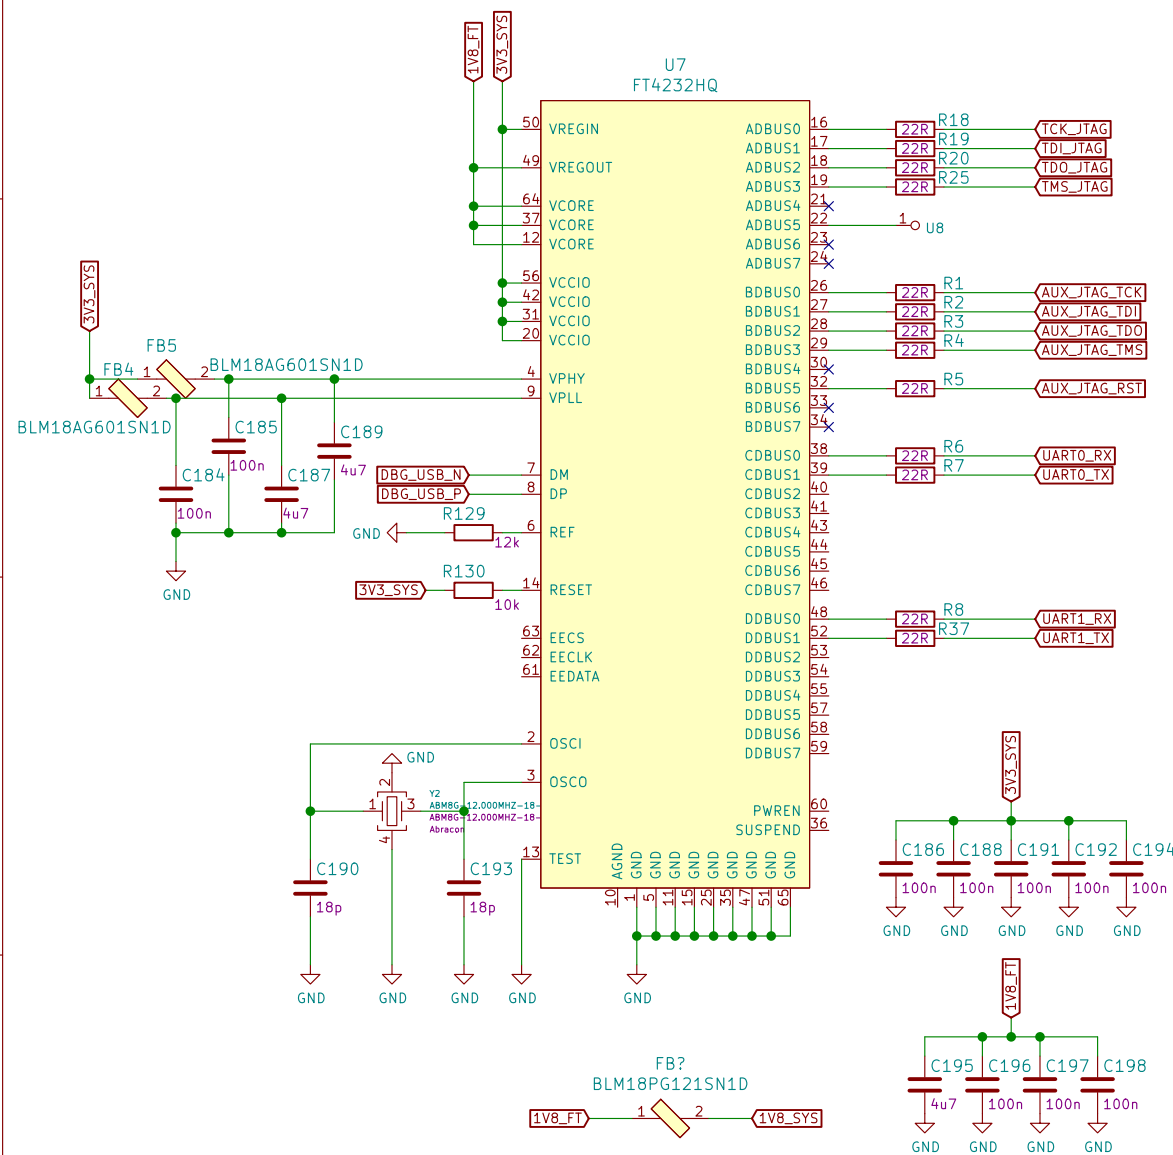 1V8_FT
3V3_SYS
U7
FT4232HQ
50 VREGIN
49 VREGOUT
64 VCORE
37 VCORE
12 VCORE
56 VCCIO
42 VCCIO
31 VCCIO
20 VCCIO
4 VPHY
9 VPLL
7 DM
8 DP
6 REF
14 RESET
63 EECS
62 EECLK
61 EEDATA
2 OSCI
3 OSCO
13 TEST
ADBUS0 16 22R R18 TCK_JTAG
ADBUS1 17 22R R19 TDI_JTAG
ADBUS2 18 22R R20 TDO_JTAG
ADBUS3 19 22R R25 TMS_JTAG
ADBUS4 21
ADBUS5 22 1 U8
ADBUS6 23
ADBUS7 24
BDBUS0 26 22R R1 AUX_JTAG_TCK
BDBUS1 27 22R R2 AUX_JTAG_TDI
BDBUS2 28 22R R3 AUX_JTAG_TDO
BDBUS3 29 22R R4 AUX_JTAG_TMS
BDBUS4 30
BDBUS5 32 22R R5 AUX_JTAG_RST
BDBUS6 33
BDBUS7 34
CDBUS0 38 22R R6 UART0_RX
CDBUS1 39 22R R7 UART0_TX
CDBUS2 40
CDBUS3 41
CDBUS4 43
CDBUS5 44
CDBUS6 45
CDBUS7 46
DDBUS0 48 22R R8 UART1_RX
DDBUS1 52 22R R37 UART1_TX
DDBUS2 53
DDBUS3 54
DDBUS4 55
DDBUS5 57
DDBUS6 58
DDBUS7 59
PWREN 60
SUSPEND 36
AGND GND GND GND GND GND GND GND GND GND
10 1 5 11 15 25 35 47 51 65
GND
3V3_SYS
FB5
1 2 BLM18AG601SN1D
FB4
1 2
BLM18AG601SN1D
C185
100n
C189
4u7
C184
100n
C187
4u7
GND
DBG_USB_N
DBG_USB_P
R129
GND
12k
R130
3V3_SYS
10k
GND
2
1 3
4
Y2
ABM8G-12.000MHZ-18-
ABM8G-12.000MHZ-18-
Abracon
C190
18p
C193
18p
GND GND GND GND
3V3_SYS
C186 C188 C191 C192 C194
100n 100n 100n 100n 100n
GND GND GND GND GND
1V8_FT
C195 C196 C197 C198
4u7 100n 100n 100n
GND GND GND GND
FB?
BLM18PG121SN1D
1V8_FT 1 2 1V8_SYS